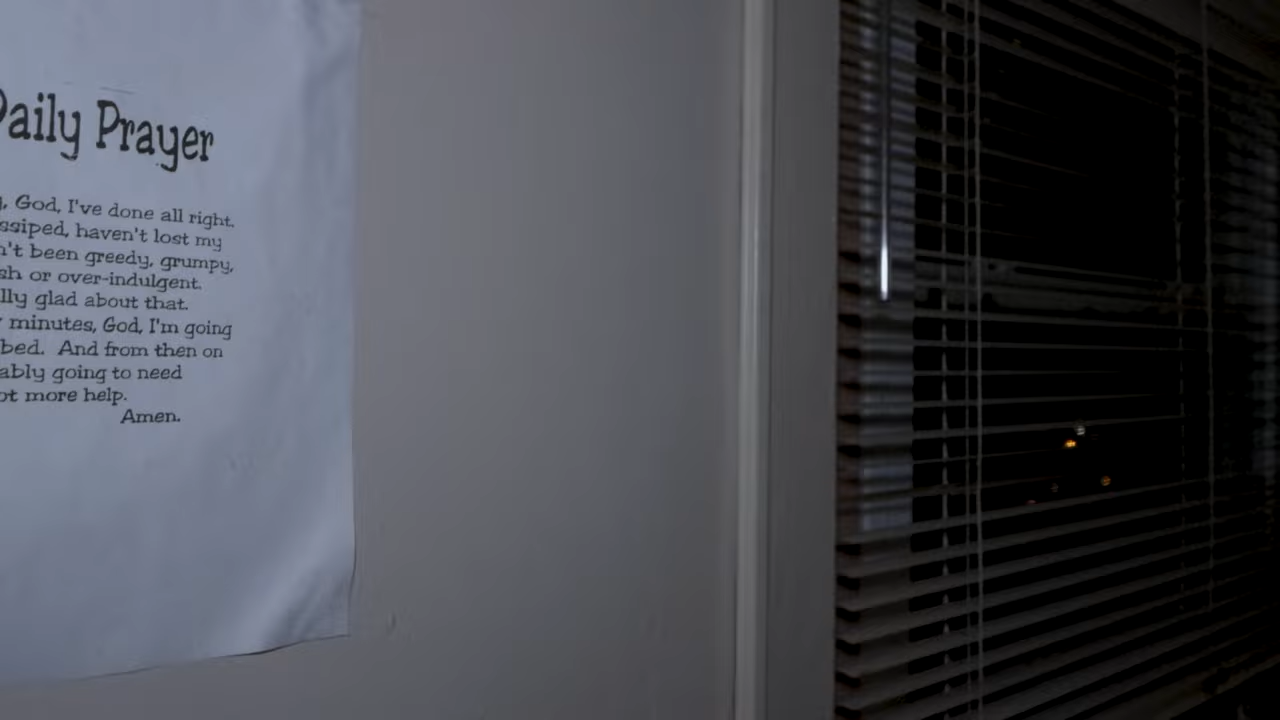 Daily Prayer
God, I've done all right.
haven't lost my
been greedy, grumpy,
or over-indulgent.
glad about that.
minutes, God, I'm going
bed. And from then on
going to need
more help.
Amen.